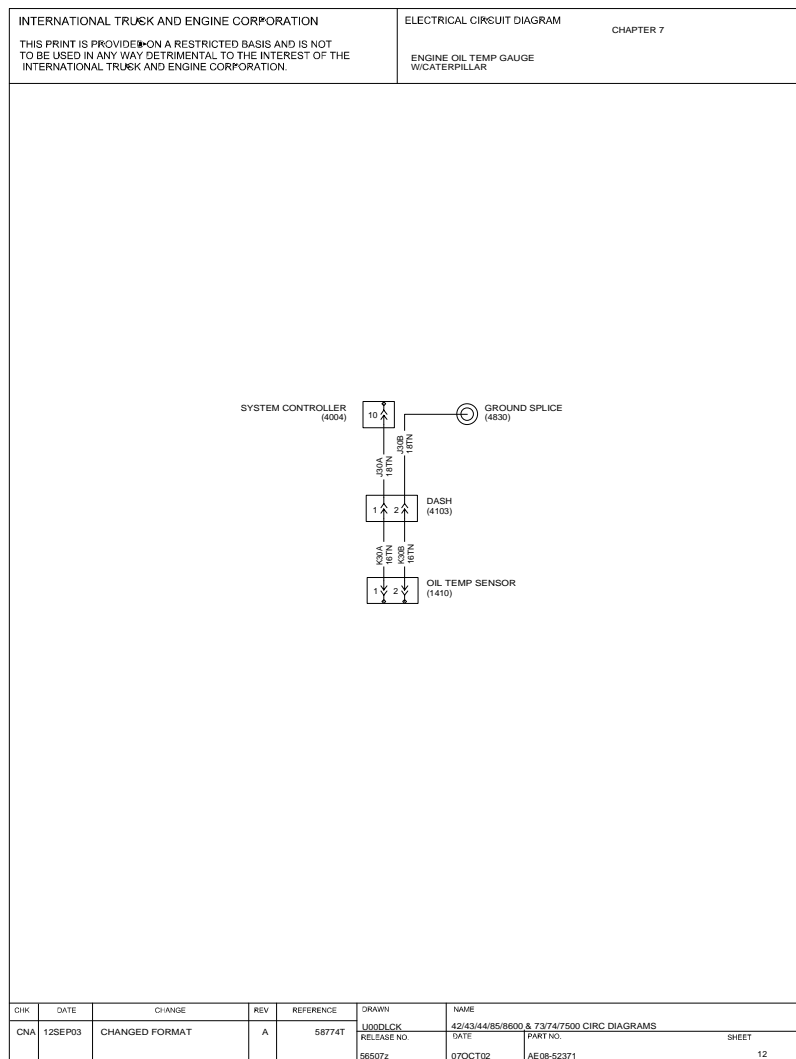 INTERNATIONAL TRUCK AND ENGINE CORPORATION
THIS PRINT IS PROVIDED ON A RESTRICTED BASIS AND IS NOT
TO BE USED IN ANY WAY DETRIMENTAL TO THE INTEREST OF THE
INTERNATIONAL TRUCK AND ENGINE CORPORATION.
ELECTRICAL CIRCUIT DIAGRAM
CHAPTER 7
ENGINE OIL TEMP GAUGE
W/CATERPILLAR
SYSTEM CONTROLLER
(4004)
10
GROUND SPLICE
(4830)
J30A
18TN
J30B
18TN
1 2
DASH
(4103)
K30A
16TN
K30B
16TN
1 2
OIL TEMP SENSOR
(1410)
CHK DATE CHANGE REV REFERENCE
CNA 12SEP03 CHANGED FORMAT A 58774T
DRAWN
U00DLCK
NAME
42/43/44/85/8600 & 73/74/7500 CIRC DIAGRAMS
RELEASE NO. DATE PART NO. SHEET
56507z 07OCT02 AE08-52371 12